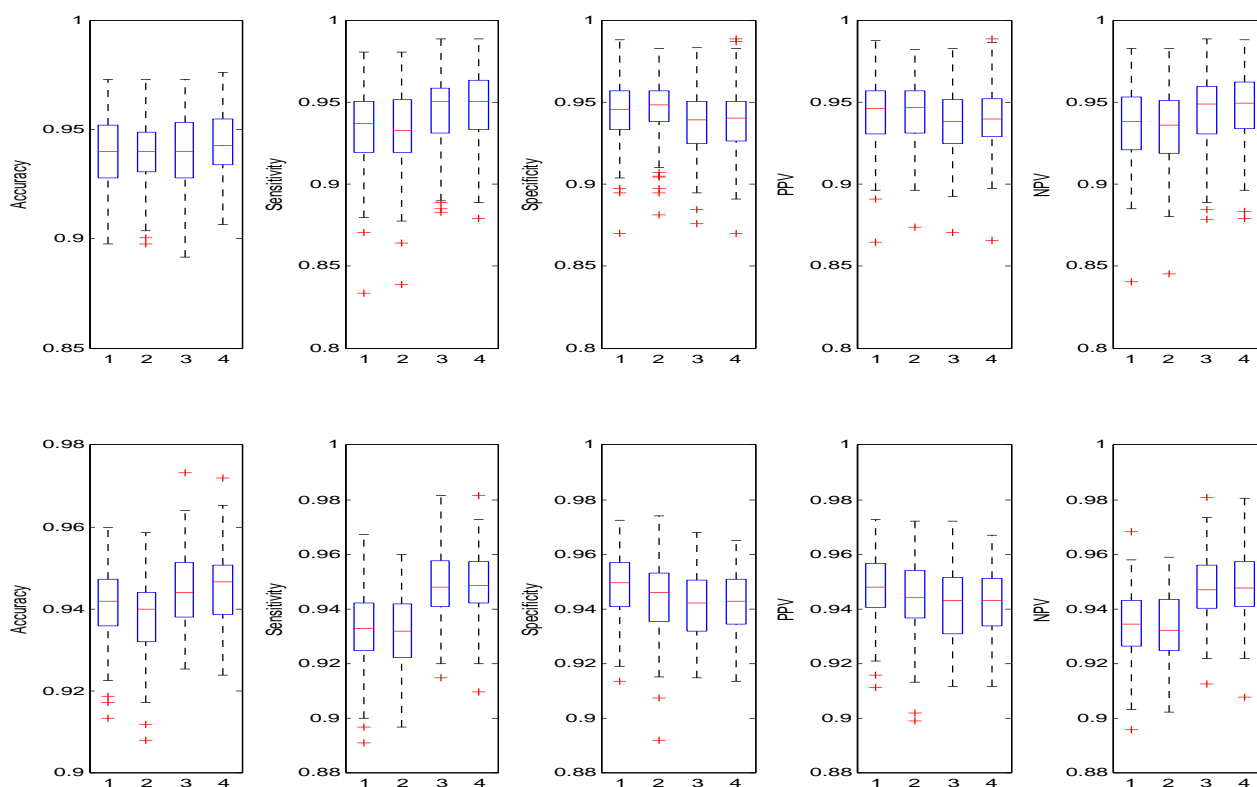 1 1 1 1 1
0.95 0.95 0.95 0.95 0.95
0.9 0.9 0.9 0.9 0.9
0.85 0.85 0.85 0.85 0.85
0.8 0.8 0.8 0.8
Accuracy Sensitivity Specificity PPV NPV
1 2 3 4 1 2 3 4 1 2 3 4 1 2 3 4 1 2 3 4
0.98 1 1 1 1
0.96 0.98 0.98 0.98 0.98
0.94 0.96 0.96 0.96 0.96
0.92 0.94 0.94 0.94 0.94
0.9 0.92 0.92 0.92 0.92
0.9 0.9 0.9 0.9
0.88 0.88 0.88 0.88
Accuracy Sensitivity Specificity PPV NPV
1 2 3 4 1 2 3 4 1 2 3 4 1 2 3 4 1 2 3 4